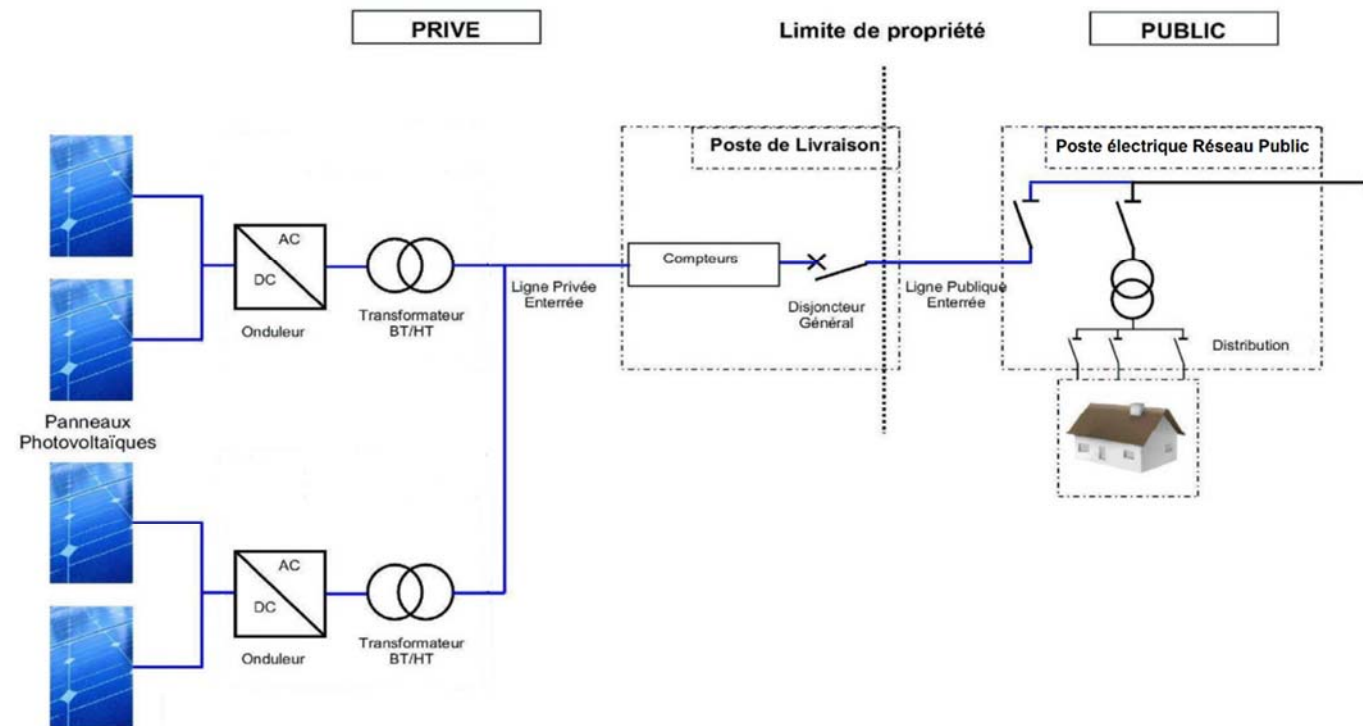 PRIVE
Limite de propriété
PUBLIC
Poste de Livraison
Poste électrique Réseau Public
AC
DC
Onduleur
Transformateur
BT/HT
Ligne Privée
Enterrée
Compteurs
Disjoncteur
Général
Ligne Publique
Enterrée
Distribution
Panneaux
Photovoltaïques
AC
DC
Onduleur
Transformateur
BT/HT